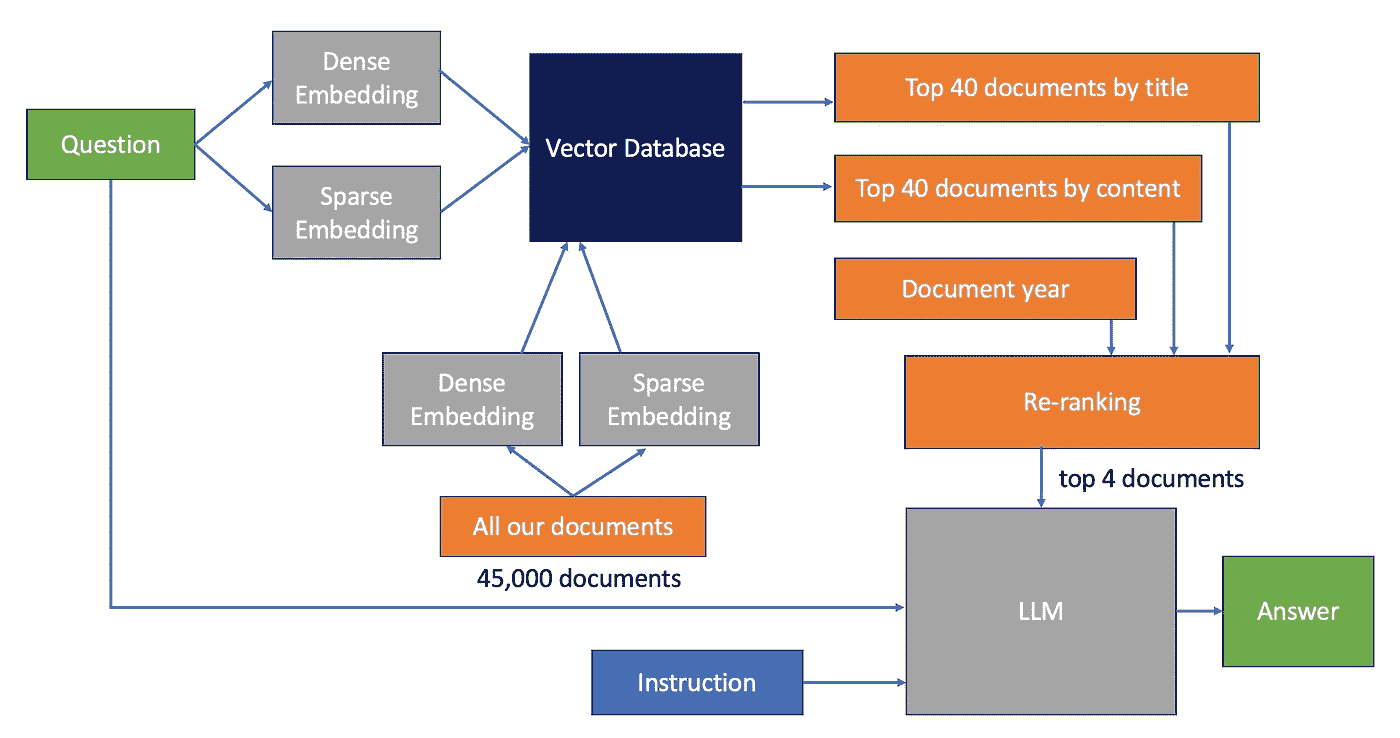 Dense
Embedding
Question
Sparse
Embedding
Vector Database
Top 40 documents by title
Top 40 documents by content
Document year
Dense
Embedding
Sparse
Embedding
Re-ranking
top 4 documents
All our documents
45,000 documents
LLM
Answer
Instruction